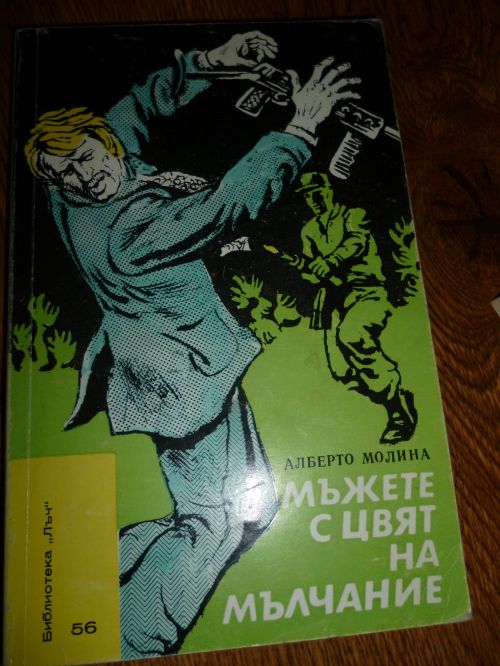 АЛБЕРТО МОЛИНА
МЪЖЕТЕ
С ЦВЯТ
НА
МЪЛЧАНИЕ
Библиотека „Лъч“
56